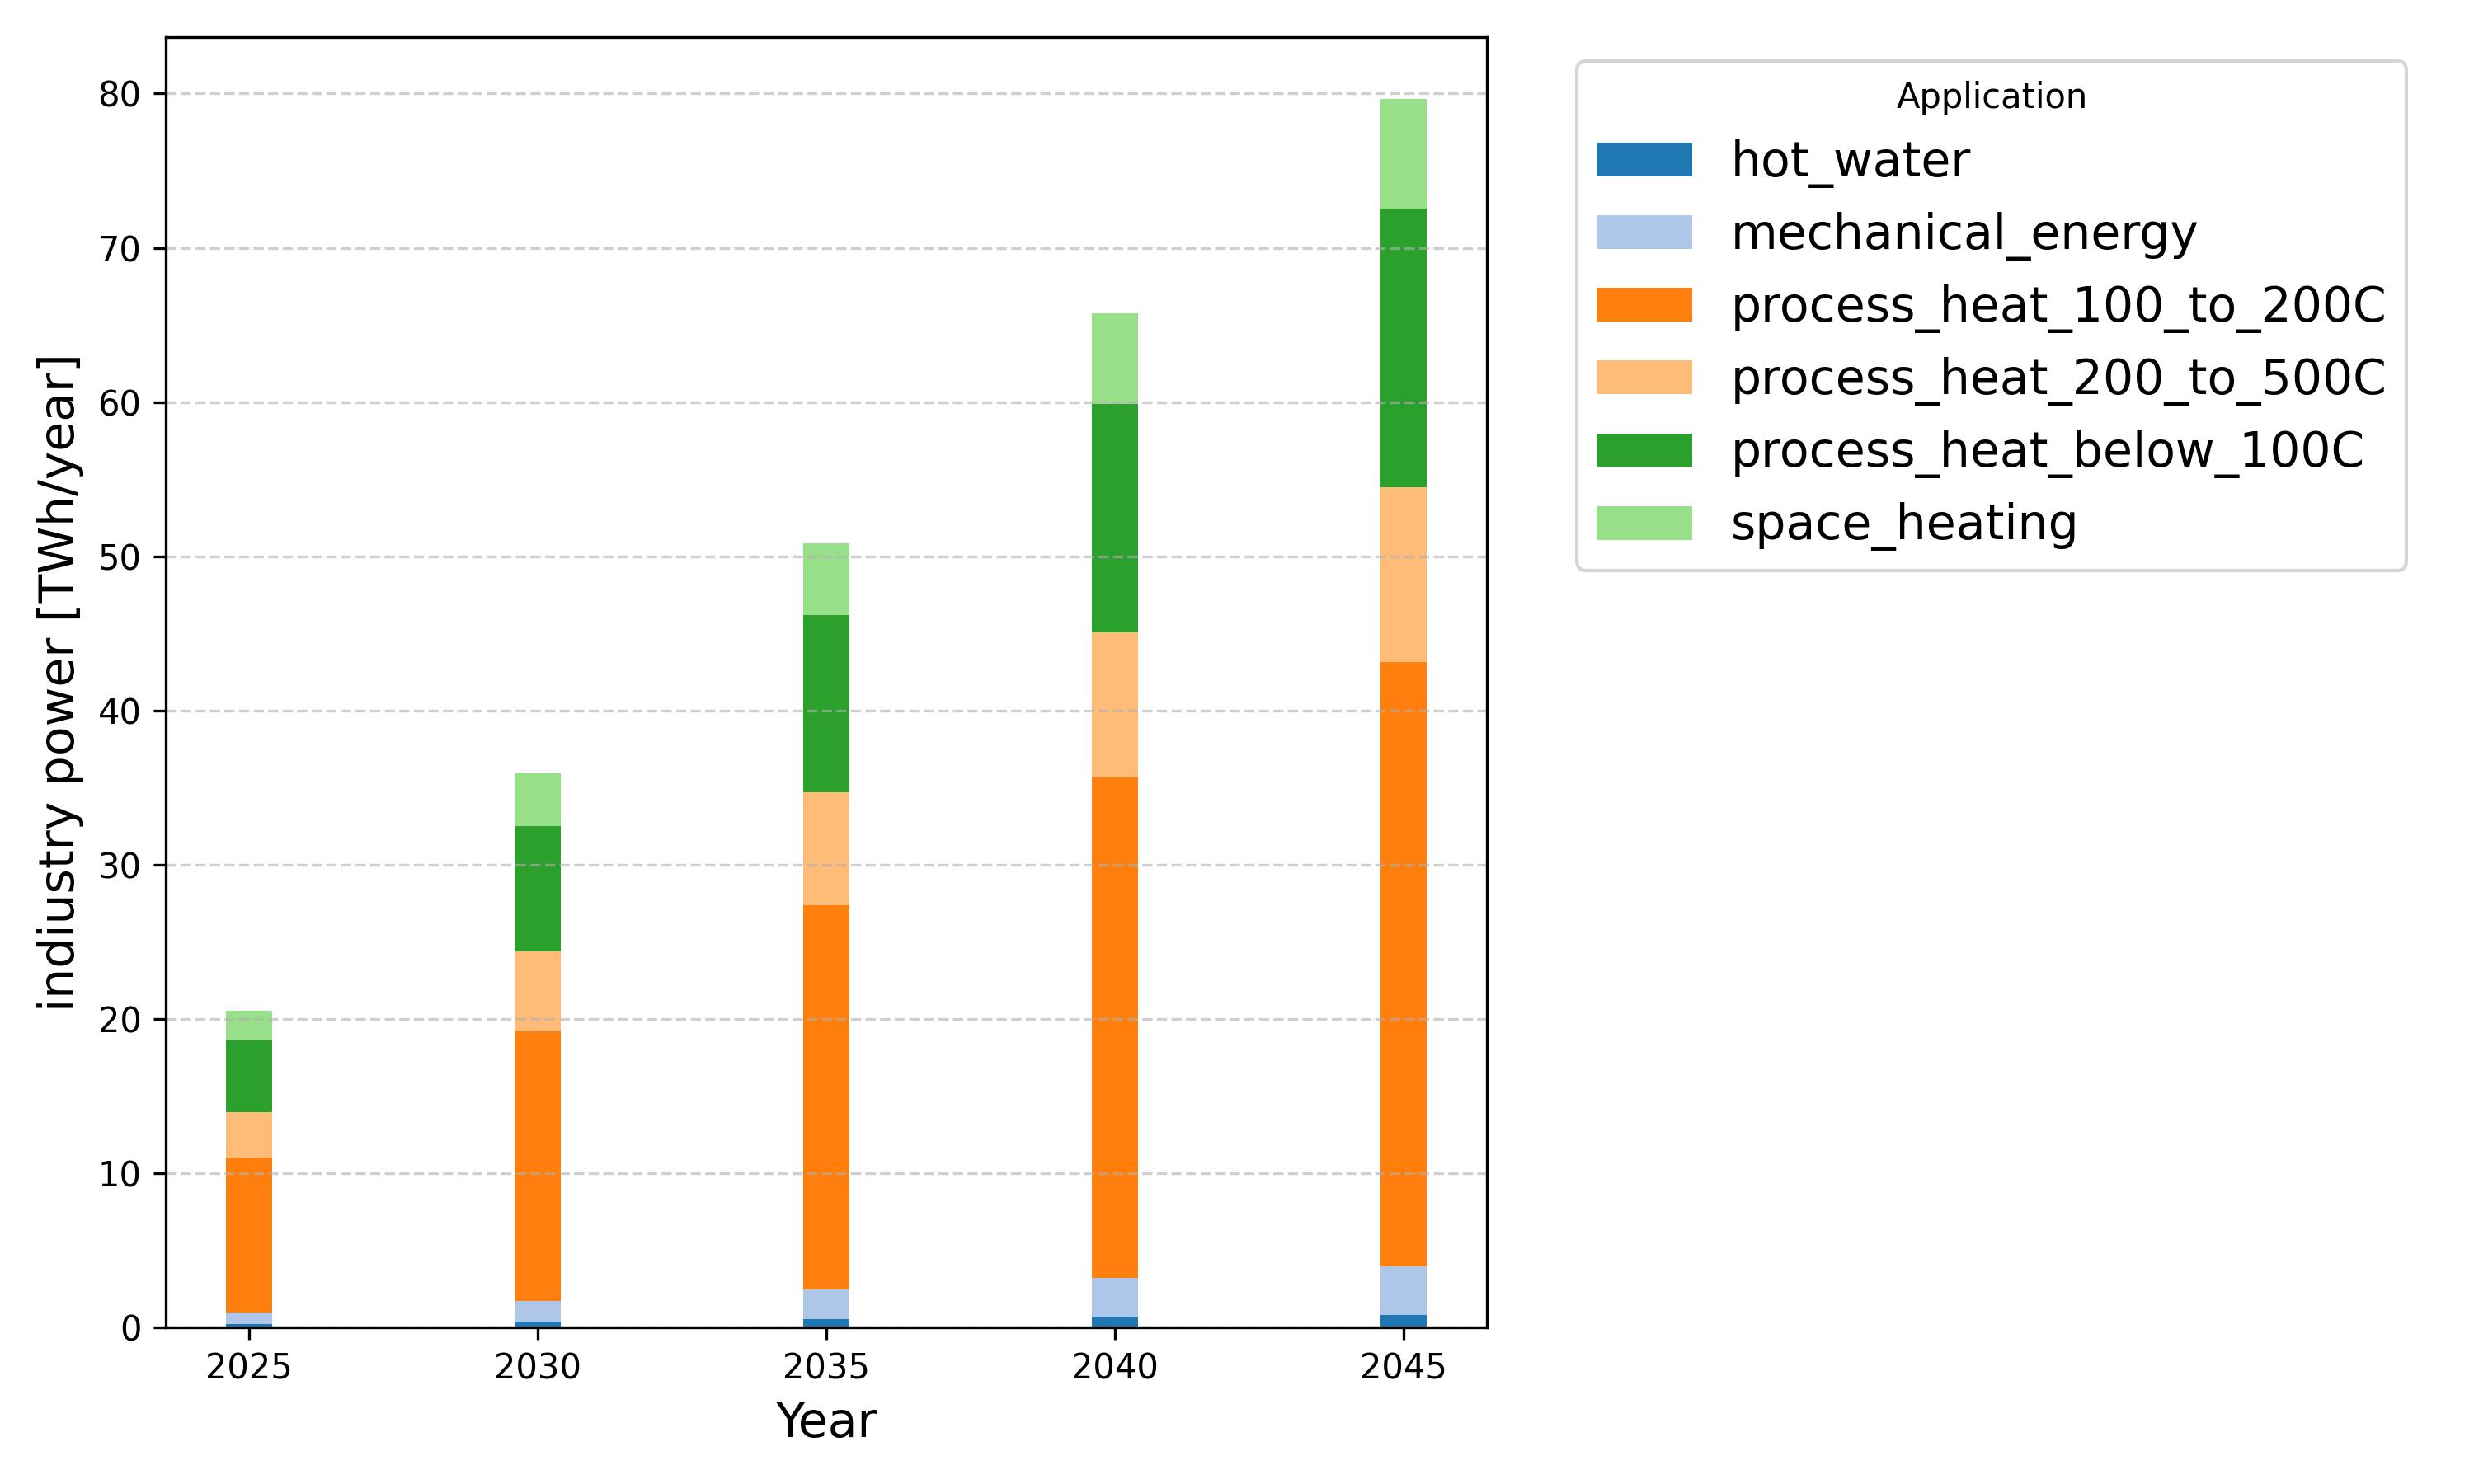 80
70
60
50
40
30
20
10
0
indiustry power [TWh/year]
2025 2030 2035 2040 2045
Year
Application
hot_water
mechanical_energy
process_heat_100_to_200C
process_heat_200_to_500C
process_heat_below_100C
space_heating